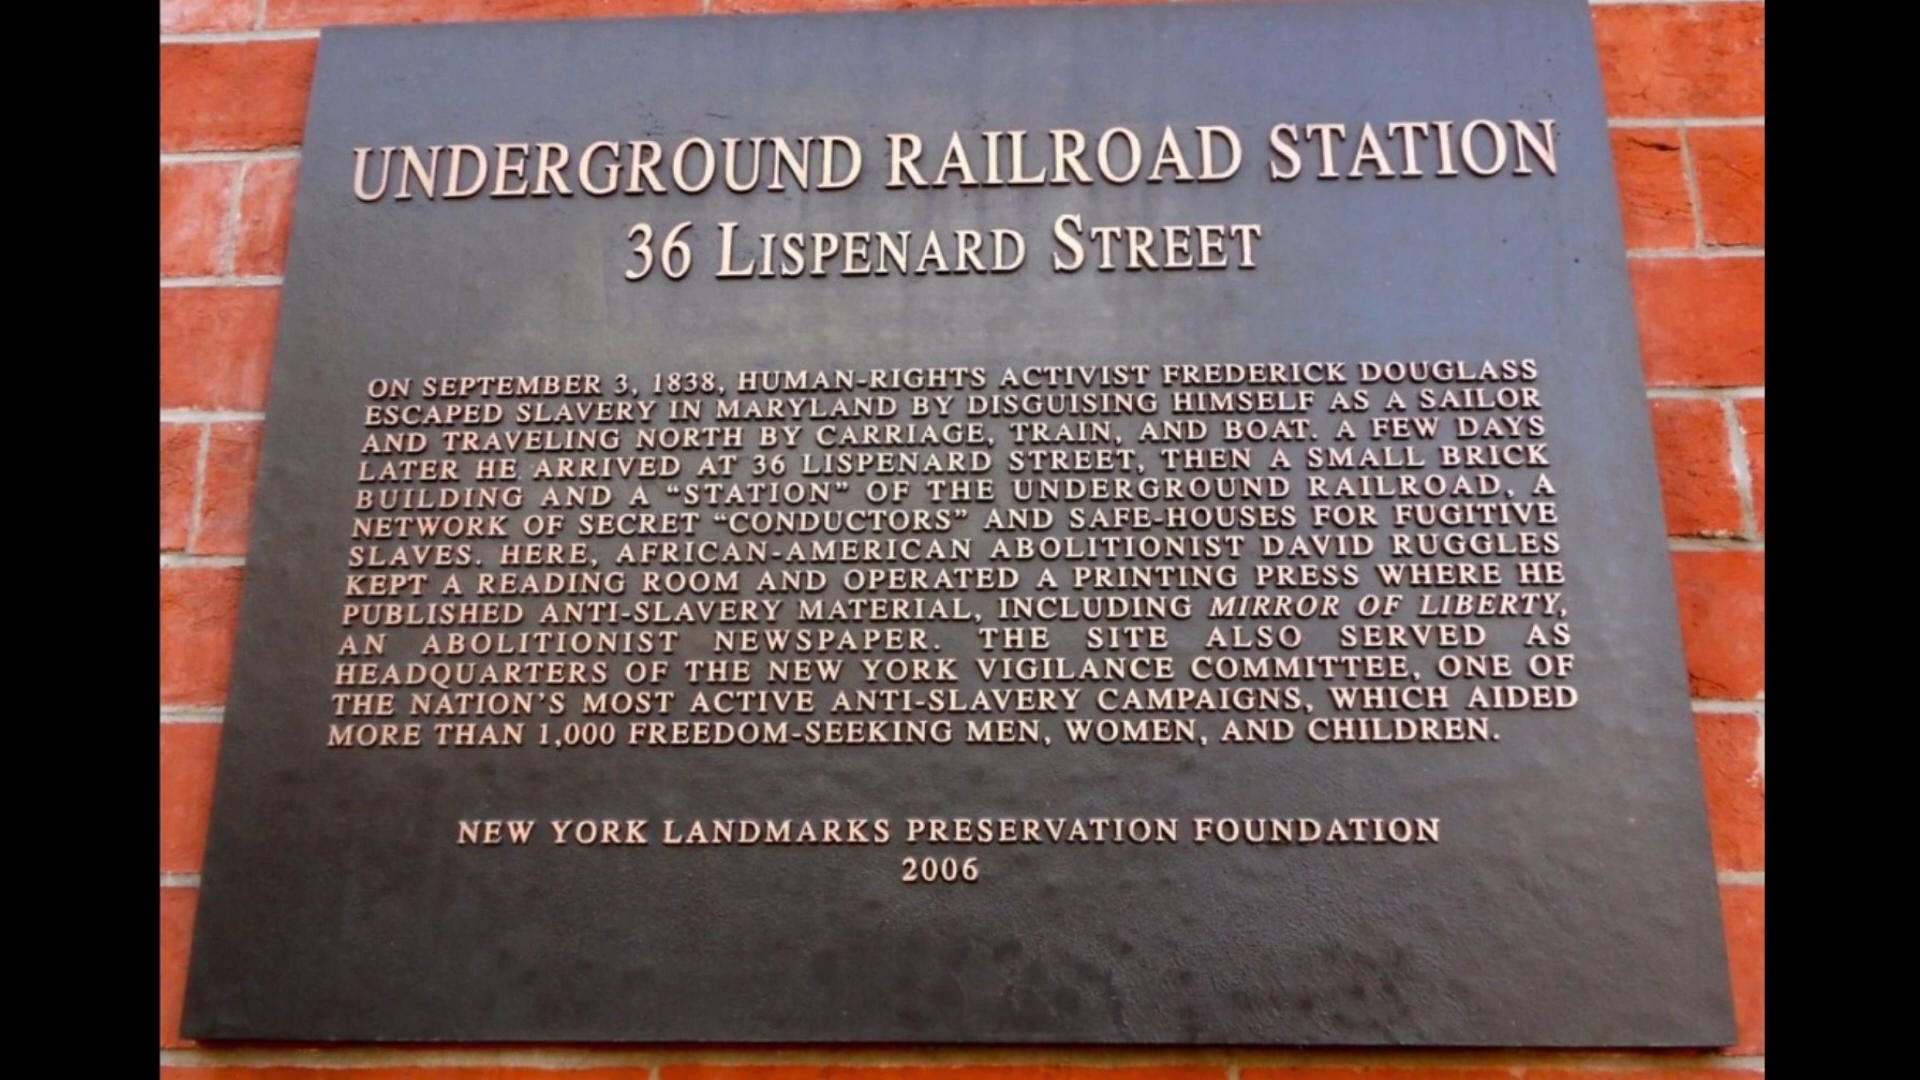 UNDERGROUND RAILROAD STATION
36 LISPENARD STREET
ON SEPTEMBER 3, 1838, HUMAN-RIGHTS ACTIVIST FREDERICK DOUGLASS
ESCAPED SLAVERY IN MARYLAND BY DISGUISING HIMSELF AS A SAILOR
AND TRAVELING NORTH BY CARRIAGE, TRAIN, AND BOAT. A FEW DAYS
LATER HE ARRIVED AT 36 LISPENARD STREET, THEN A SMALL BRICK
BUILDING AND A “STATION” OF THE UNDERGROUND RAILROAD, A
NETWORK OF SECRET “CONDUCTORS” AND SAFE-HOUSES FOR FUGITIVE
SLAVES. HERE, AFRICAN-AMERICAN ABOLITIONIST DAVID RUGGLES
KEPT A READING ROOM AND OPERATED A PRINTING PRESS WHERE HE
PUBLISHED ANTI-SLAVERY MATERIAL, INCLUDING MIRROR OF LIBERTY,
AN ABOLITIONIST NEWSPAPER. THE SITE ALSO SERVED AS
HEADQUARTERS OF THE NEW YORK VIGILANCE COMMITTEE, ONE OF
THE NATION’S MOST ACTIVE ANTI-SLAVERY CAMPAIGNS, WHICH AIDED
MORE THAN 1,000 FREEDOM-SEEKING MEN, WOMEN, AND CHILDREN.
NEW YORK LANDMARKS PRESERVATION FOUNDATION
2006